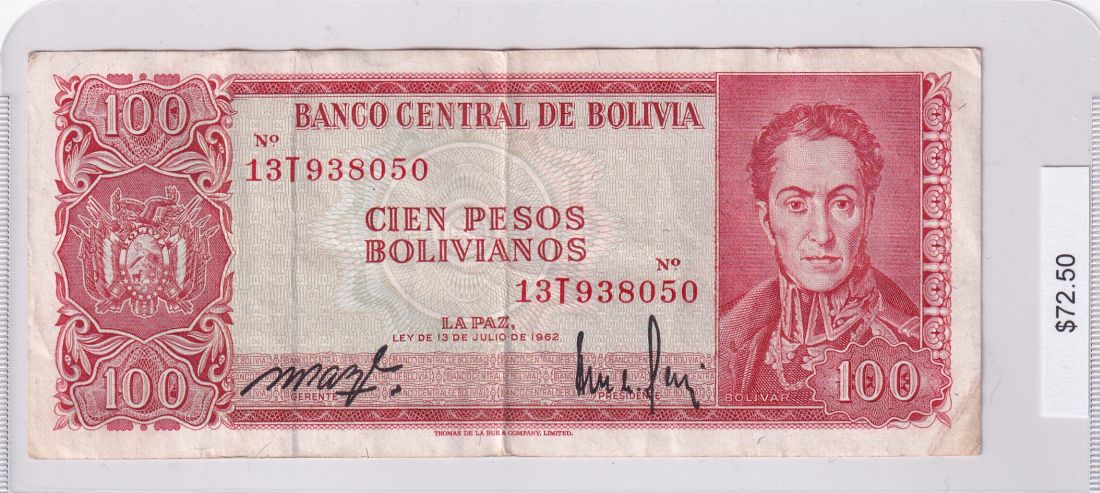 100
BANCO CENTRAL DE BOLIVIA
Nº
13T938050
CIEN PESOS
BOLIVIANOS
Nº
13T938050
LA PAZ,
LEY DE 13 DE JULIO DE 1962
GERENTE
PRESIDENTE
100
BOLIVAR
100
THOMAS DE LA RUE & COMPANY, LIMITED.
$72.50